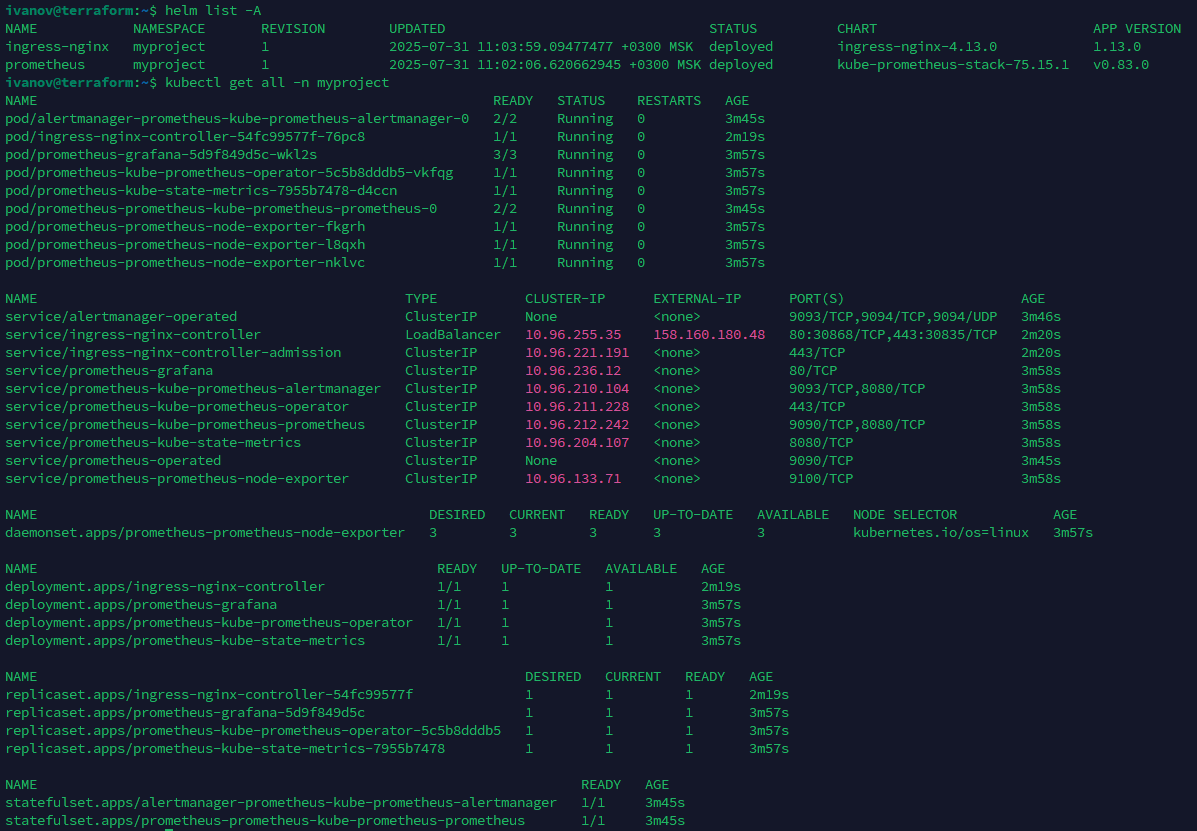 ivanov@terraform:~$ helm list -A
NAME NAMESPACE REVISION UPDATED STATUS CHART APP VERSION
ingress-nginx myproject 1 2025-07-31 11:03:59.09477477 +0300 MSK deployed ingress-nginx-4.13.0 1.13.0
prometheus myproject 1 2025-07-31 11:02:06.620662945 +0300 MSK deployed kube-prometheus-stack-75.15.1 v0.83.0
ivanov@terraform:~$ kubectl get all -n myproject
NAME READY STATUS RESTARTS AGE
pod/alertmanager-prometheus-kube-prometheus-alertmanager-0 2/2 Running 0 3m45s
pod/ingress-nginx-controller-54fc99577f-76pc8 1/1 Running 0 2m19s
pod/prometheus-grafana-5d9f849d5c-wkl2s 3/3 Running 0 3m57s
pod/prometheus-kube-prometheus-operator-5c5b8dddb5-vkfqg 1/1 Running 0 3m57s
pod/prometheus-kube-state-metrics-7955b7478-d4ccn 1/1 Running 0 3m57s
pod/prometheus-prometheus-kube-prometheus-prometheus-0 2/2 Running 0 3m45s
pod/prometheus-prometheus-node-exporter-fkgrh 1/1 Running 0 3m57s
pod/prometheus-prometheus-node-exporter-l8qxh 1/1 Running 0 3m57s
pod/prometheus-prometheus-node-exporter-nklvc 1/1 Running 0 3m57s
NAME TYPE CLUSTER-IP EXTERNAL-IP PORT(S) AGE
service/alertmanager-operated ClusterIP None <none> 9093/TCP,9094/TCP,9094/UDP 3m46s
service/ingress-nginx-controller LoadBalancer 10.96.255.35 158.160.180.48 80:30868/TCP,443:30835/TCP 2m20s
service/ingress-nginx-controller-admission ClusterIP 10.96.221.191 <none> 443/TCP 2m20s
service/prometheus-grafana ClusterIP 10.96.236.12 <none> 80/TCP 3m58s
service/prometheus-kube-prometheus-alertmanager ClusterIP 10.96.210.104 <none> 9093/TCP,8080/TCP 3m58s
service/prometheus-kube-prometheus-operator ClusterIP 10.96.211.228 <none> 443/TCP 3m58s
service/prometheus-kube-prometheus-prometheus ClusterIP 10.96.212.242 <none> 9090/TCP,8080/TCP 3m58s
service/prometheus-kube-state-metrics ClusterIP 10.96.204.107 <none> 8080/TCP 3m58s
service/prometheus-operated ClusterIP None <none> 9090/TCP 3m45s
service/prometheus-prometheus-node-exporter ClusterIP 10.96.133.71 <none> 9100/TCP 3m58s
NAME DESIRED CURRENT READY UP-TO-DATE AVAILABLE NODE SELECTOR AGE
daemonset.apps/prometheus-prometheus-node-exporter 3 3 3 3 3 kubernetes.io/os=linux 3m57s
NAME READY UP-TO-DATE AVAILABLE AGE
deployment.apps/ingress-nginx-controller 1/1 1 1 2m19s
deployment.apps/prometheus-grafana 1/1 1 1 3m57s
deployment.apps/prometheus-kube-prometheus-operator 1/1 1 1 3m57s
deployment.apps/prometheus-kube-state-metrics 1/1 1 1 3m57s
NAME DESIRED CURRENT READY AGE
replicaset.apps/ingress-nginx-controller-54fc99577f 1 1 1 2m19s
replicaset.apps/prometheus-grafana-5d9f849d5c 1 1 1 3m57s
replicaset.apps/prometheus-kube-prometheus-operator-5c5b8dddb5 1 1 1 3m57s
replicaset.apps/prometheus-kube-state-metrics-7955b7478 1 1 1 3m57s
NAME READY AGE
statefulset.apps/alertmanager-prometheus-kube-prometheus-alertmanager 1/1 3m45s
statefulset.apps/prometheus-prometheus-kube-prometheus-prometheus 1/1 3m45s